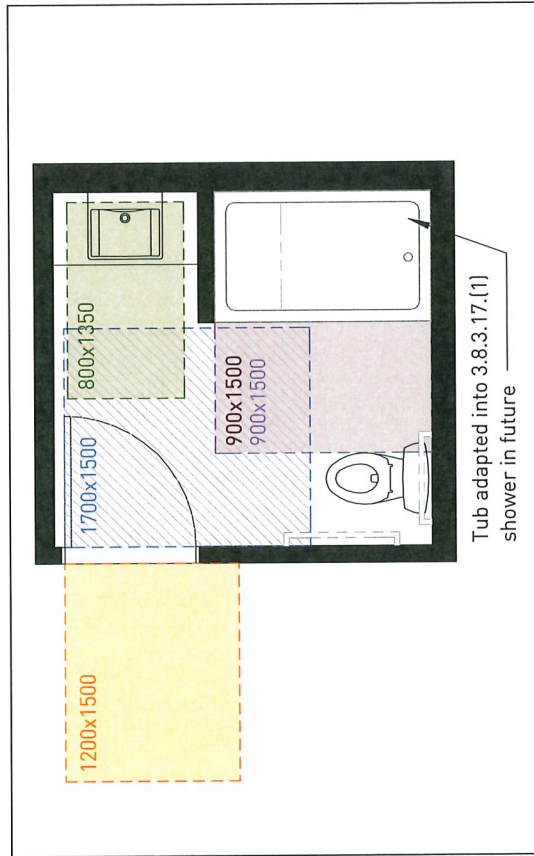 1200x1500
1700x1500
800x1350
900x1500
900x1500
Tub adapted into 3.8.3.17.(1)
shower in future